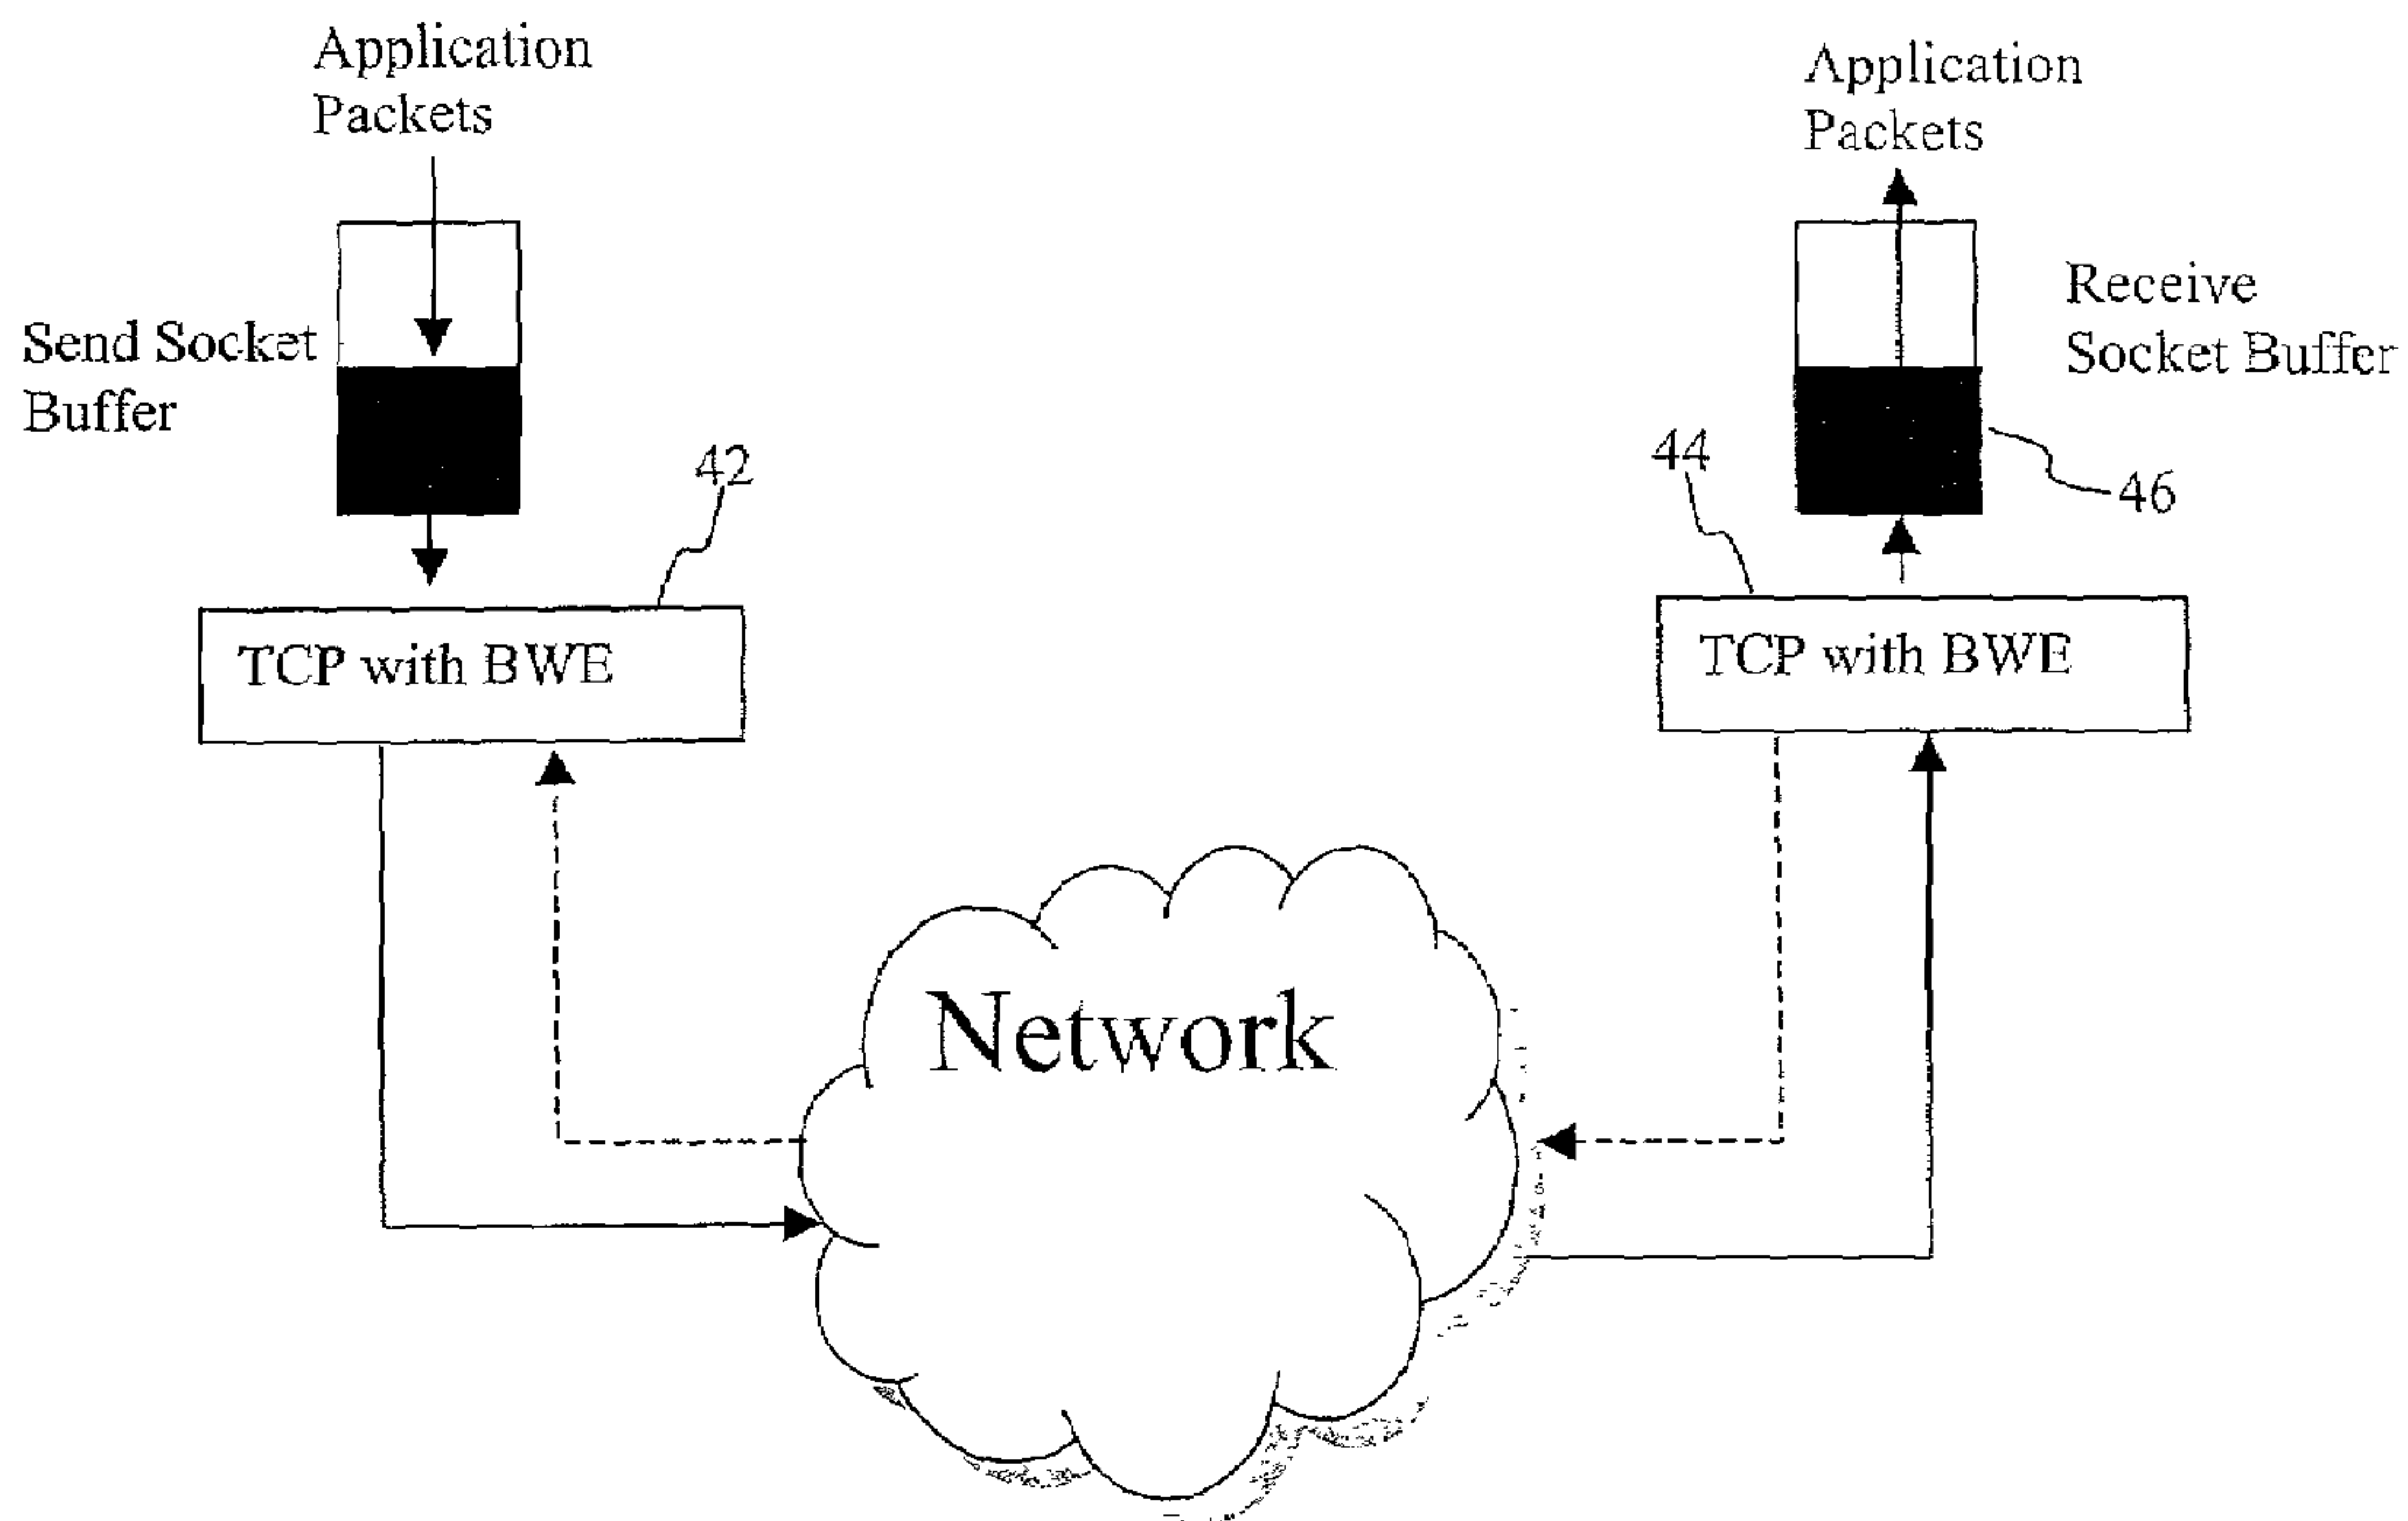 Application
Packets
Application
Packets
Send Socket
Buffer
Receive
Socket Buffer
42
44
46
TCP with BWE
TCP with BWE
Network